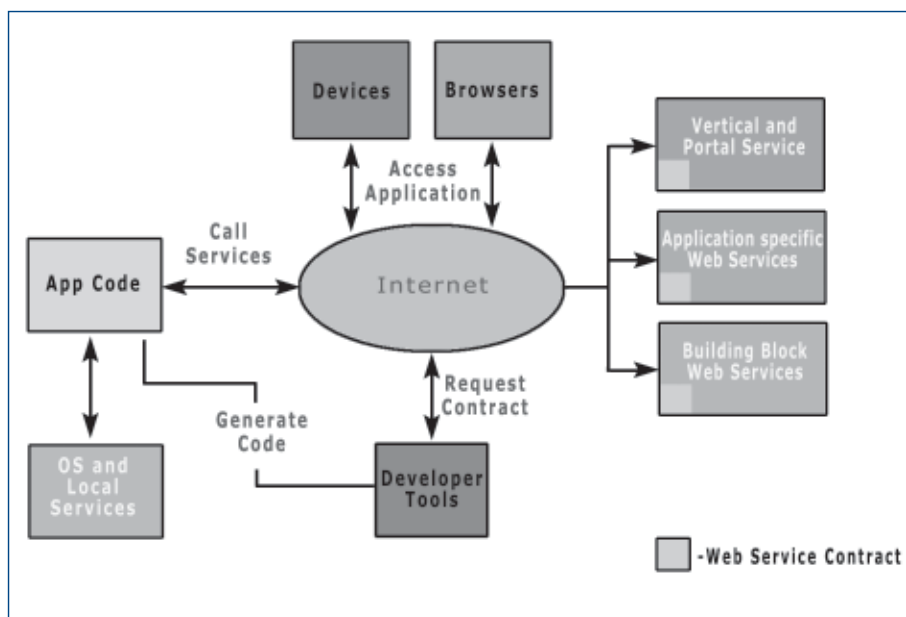 Devices
Browsers
Access
Application
Vertical and
Portal Service
Call
Services
App Code
Internet
Application specific
Web Services
Building Block
Web Services
Request
Contract
Generate
Code
OS and
Local
Services
Developer
Tools
-Web Service Contract